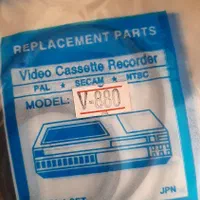 REPLACEMENT PARTS
Video Cassette Recorder
PAL ★ SECAM ★ NTSC
MODEL: V-880
JPN